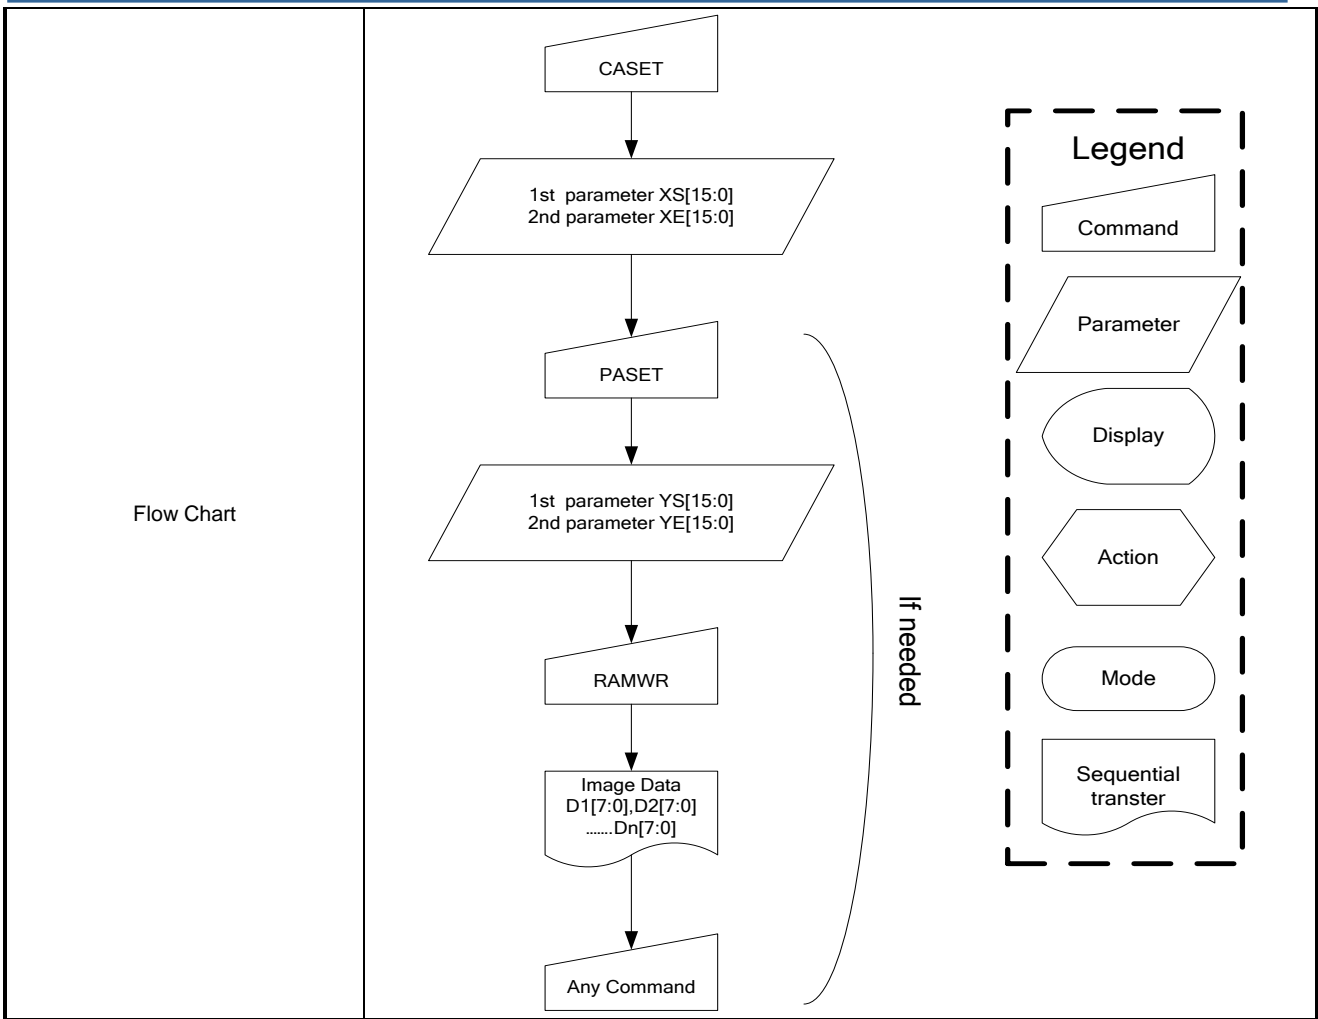 Flow Chart
CASET
1st parameter XS[15:0]
2nd parameter XE[15:0]
PASET
1st parameter YS[15:0]
2nd parameter YE[15:0]
RAMWR
Image Data
D1[7:0],D2[7:0]
.......Dn[7:0]
Any Command
If needed
Legend
Command
Parameter
Display
Action
Mode
Sequential
transter